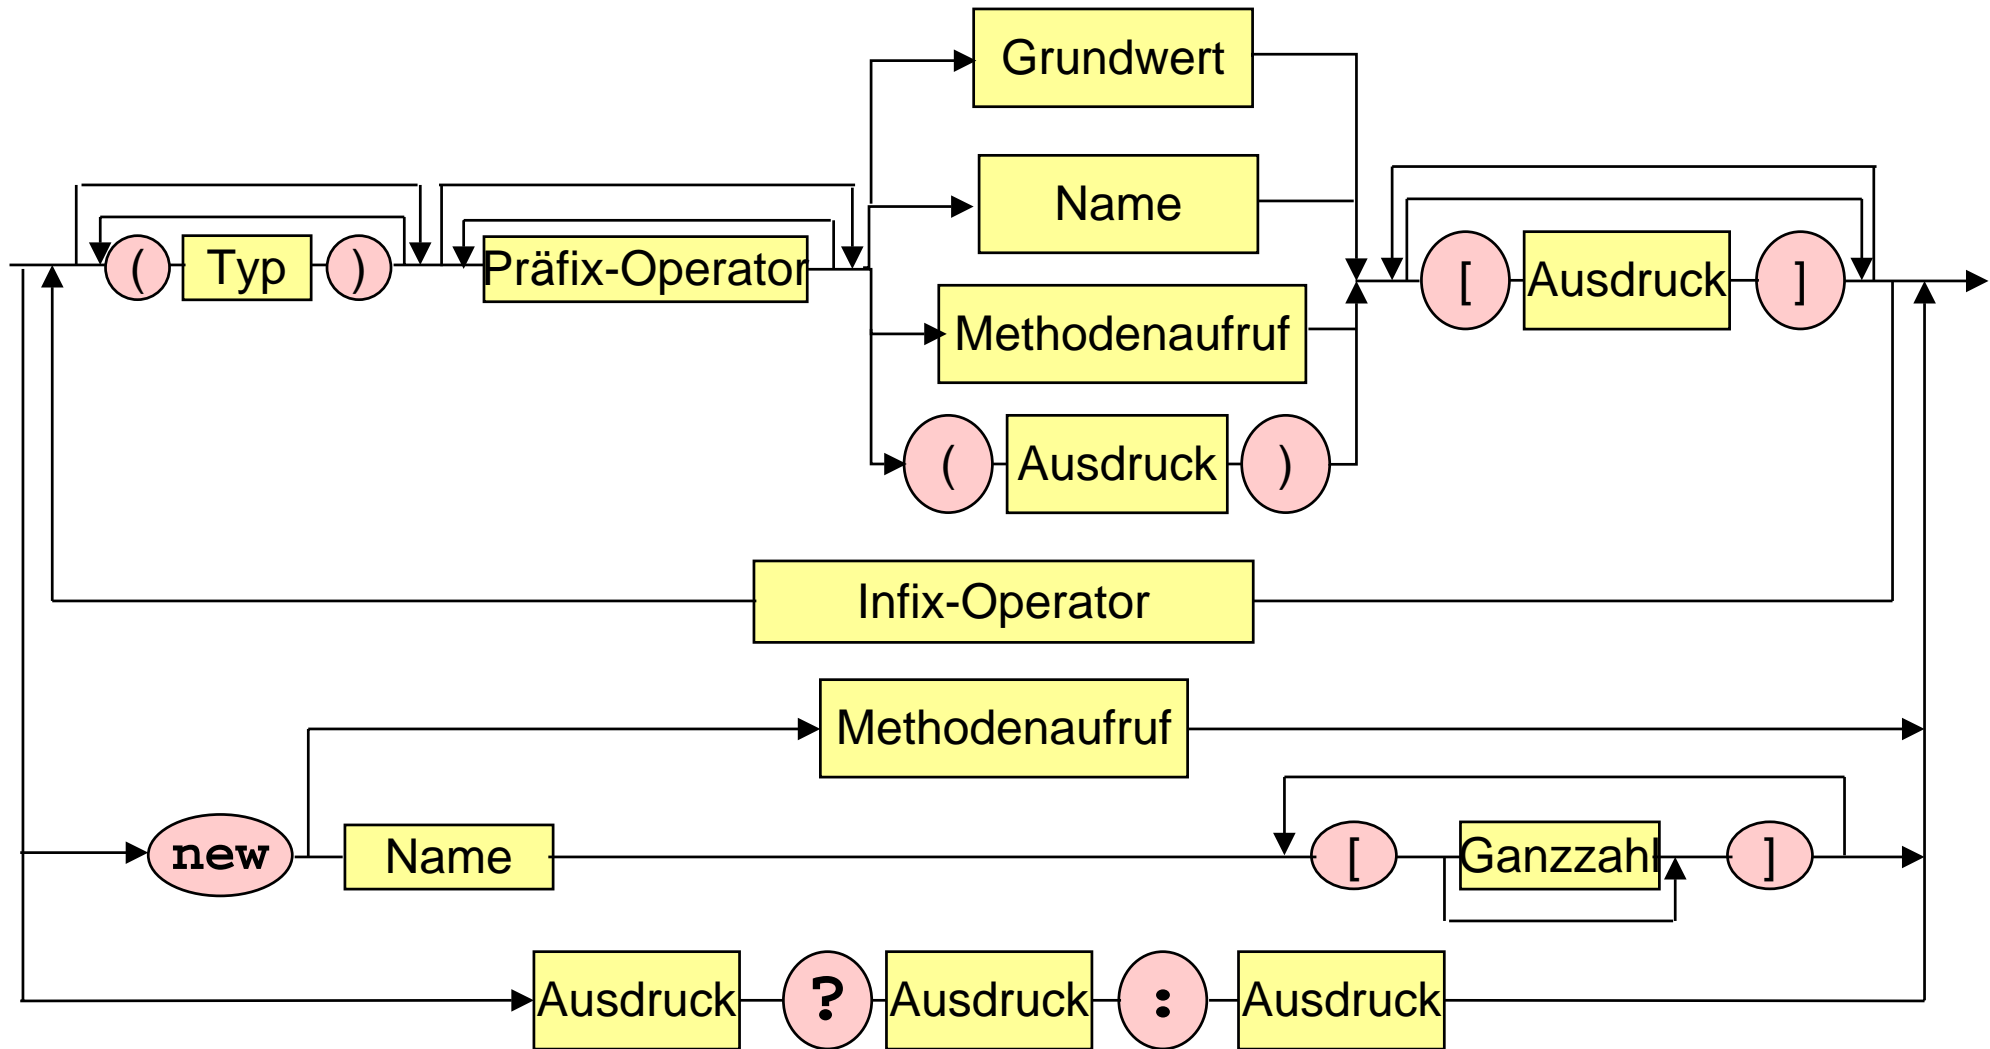 Grundwert
Name
( Typ ) Präfix-Operator [ Ausdruck ]
Methodenaufruf
( Ausdruck )
Infix-Operator
Methodenaufruf
new Name [ Ganzzahl ]
Ausdruck ? Ausdruck : Ausdruck